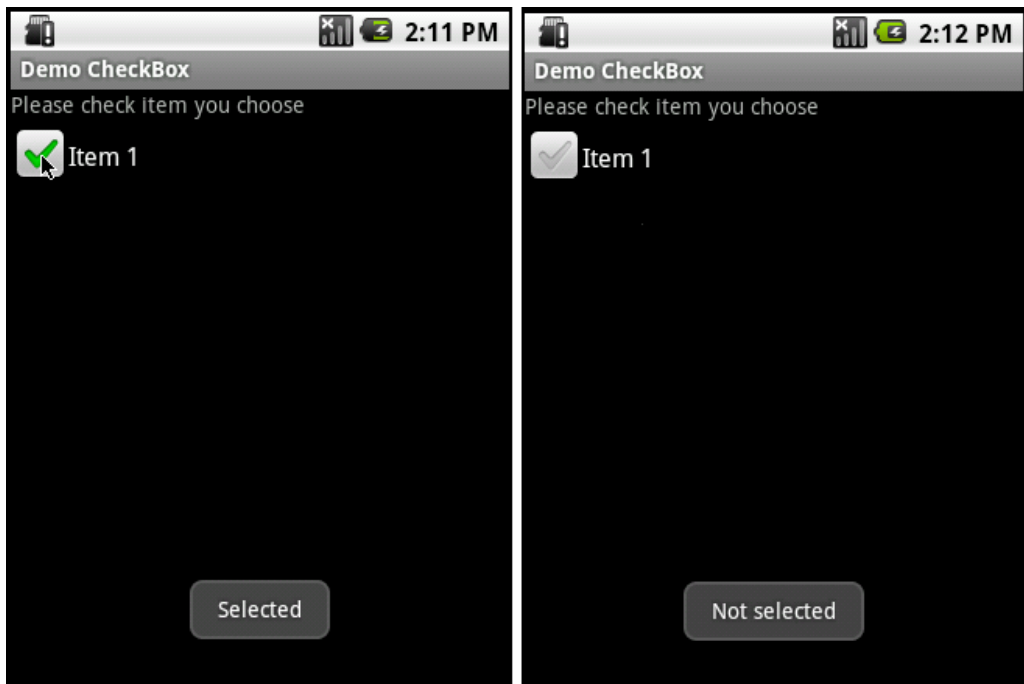 2:11 PM
Demo CheckBox
Please check item you choose
Item 1
Selected
2:12 PM
Demo CheckBox
Please check item you choose
Item 1
Not selected